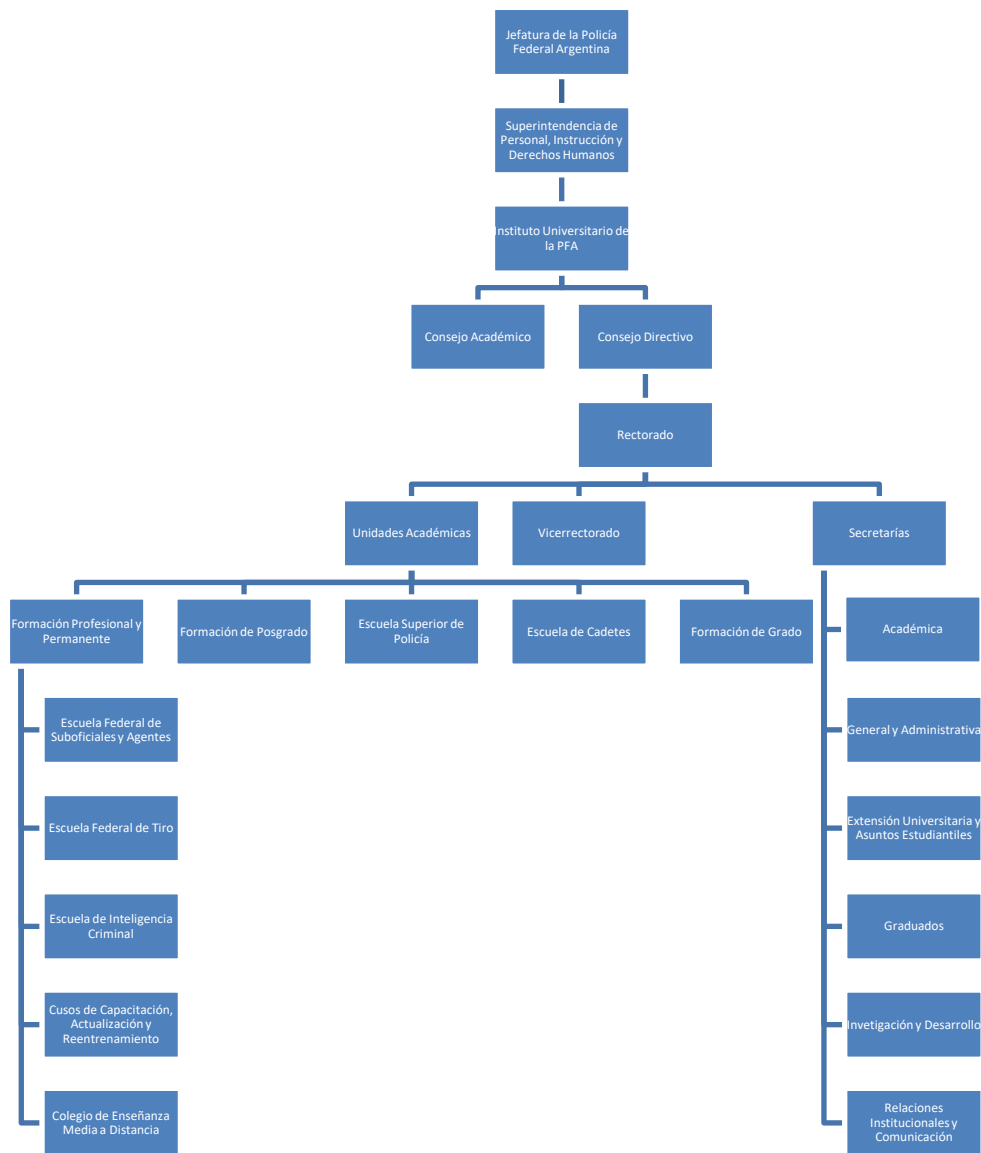 Jefatura de la Policía
Federal Argentina
Superintendencia de
Personal, Instrucción y
Derechos Humanos
Instituto Universitario de
la PFA
Consejo Académico
Consejo Directivo
Rectorado
Unidades Académicas
Vicerrectorado
Secretarías
Formación Profesional y
Permanente
Formación de Posgrado
Escuela Superior de
Policía
Escuela de Cadetes
Formación de Grado
Escuela Federal de
Suboficiales y Agentes
Escuela Federal de Tiro
Escuela de Inteligencia
Criminal
Cusos de Capacitación,
Actualización y
Reentrenamiento
Colegio de Enseñanza
Media a Distancia
Académica
General y Administrativa
Extensión Universitaria y
Asuntos Estudiantiles
Graduados
Invetigación y Desarrollo
Relaciones
Institucionales y
Comunicación